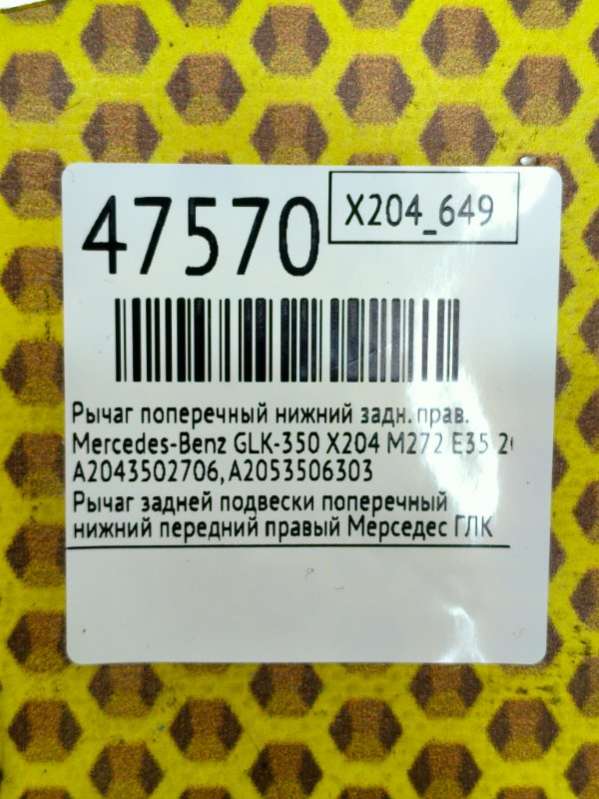 47570
X204_649
Рычаг поперечный нижний задн. прав.
Mercedes-Benz GLK-350 X204 M272 E35
A2043502706, A2053506303
Рычаг задней подвески поперечный
нижний передний правый Мерседес ГЛК